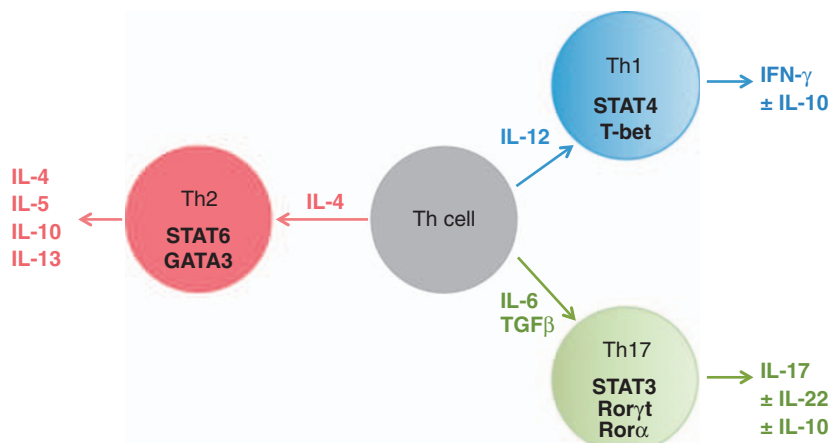 Th1
STAT4
T-bet
IFN-γ
± IL-10
IL-12
IL-4
IL-5
IL-10
IL-13
Th2
STAT6
GATA3
IL-4
Th cell
IL-6
TGFβ
Th17
STAT3
Rorγt
Rorα
IL-17
± IL-22
± IL-10